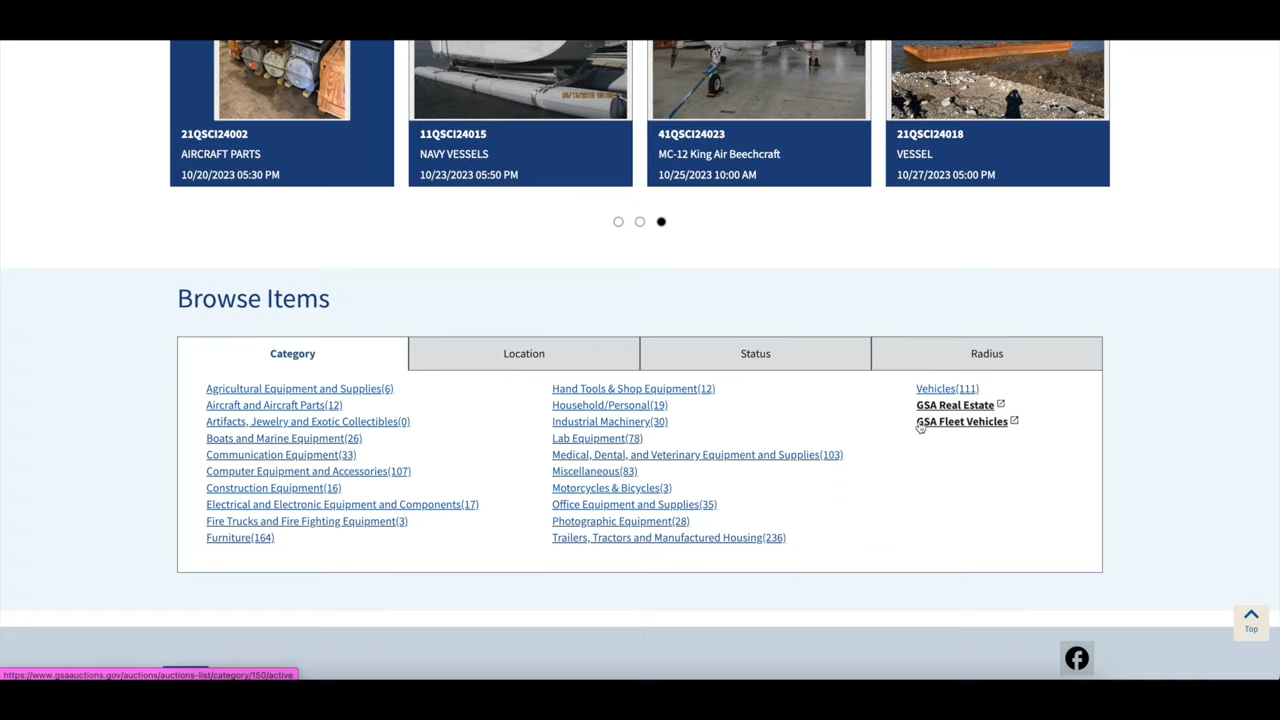 21QSCI24002
AIRCRAFT PARTS
10/20/2023 05:30 PM
11QSCI24015
NAVY VESSELS
10/23/2023 05:50 PM
41QSCI24023
MC-12 King Air Beechcraft
10/25/2023 10:00 AM
21QSCI24018
VESSEL
10/27/2023 05:00 PM
Browse Items
Category
Location
Status
Radius
Agricultural Equipment and Supplies(6)
Aircraft and Aircraft Parts(12)
Artifacts, Jewelry and Exotic Collectibles(0)
Boats and Marine Equipment(26)
Communication Equipment(33)
Computer Equipment and Accessories(107)
Construction Equipment(16)
Electrical and Electronic Equipment and Components(17)
Fire Trucks and Fire Fighting Equipment(3)
Furniture(164)
Hand Tools & Shop Equipment(12)
Household/Personal(19)
Industrial Machinery(30)
Lab Equipment(78)
Medical, Dental, and Veterinary Equipment and Supplies(103)
Miscellaneous(83)
Motorcycles & Bicycles(3)
Office Equipment and Supplies(35)
Photographic Equipment(28)
Trailers, Tractors and Manufactured Housing(236)
Vehicles(111)
GSA Real Estate
GSA Fleet Vehicles
Top
https://www.gsaauctions.gov/auctions/auctions-list/category/150/active